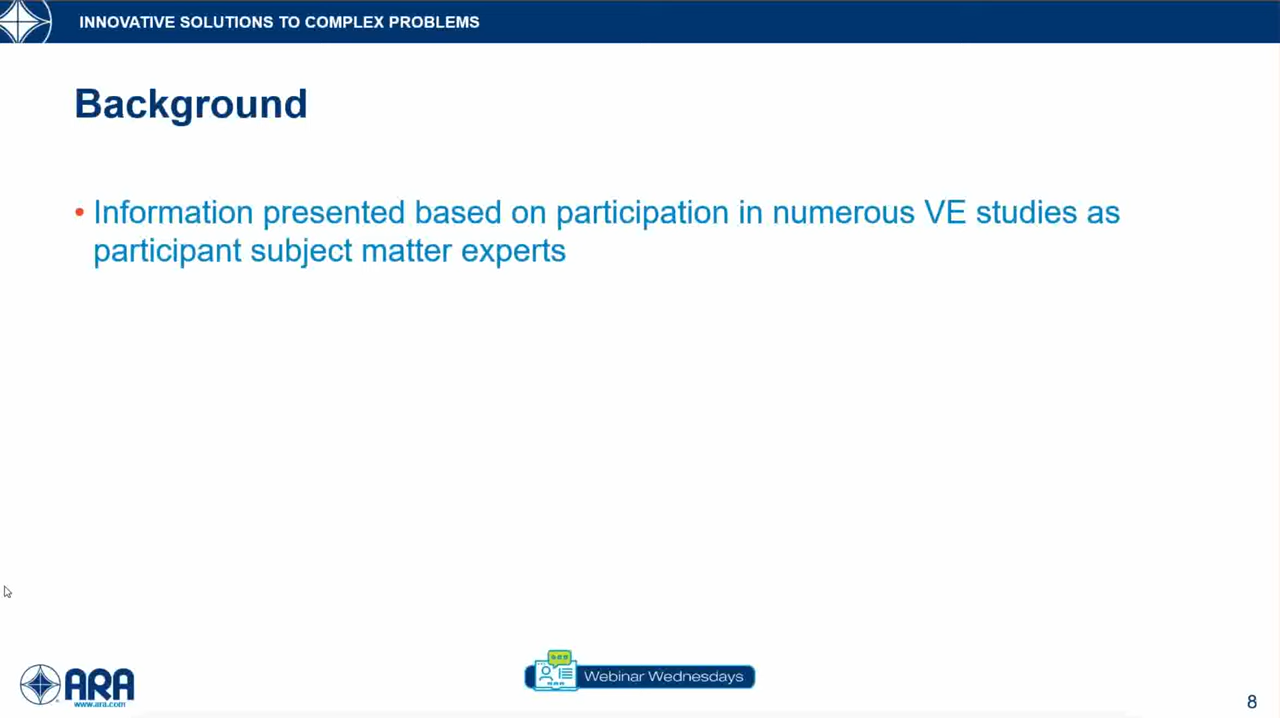 INNOVATIVE SOLUTIONS TO COMPLEX PROBLEMS
Background
• Information presented based on participation in numerous VE studies as
participant subject matter experts
ARA
www.ara.com
Webinar Wednesdays
8